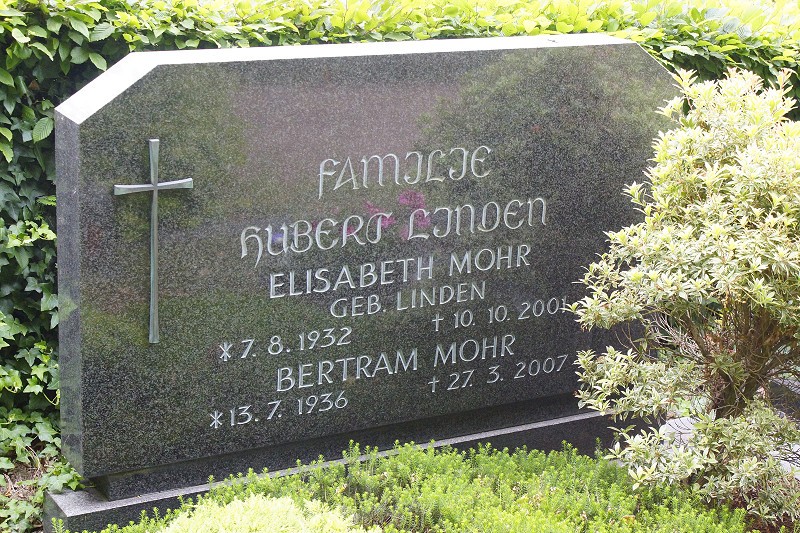 FAMILIE
HUBERT LINDEN
ELISABETH MOHR
GEB. LINDEN
* 7. 8. 1932 † 10. 10. 2001
BERTRAM MOHR
* 13. 7. 1936 † 27. 3. 2007